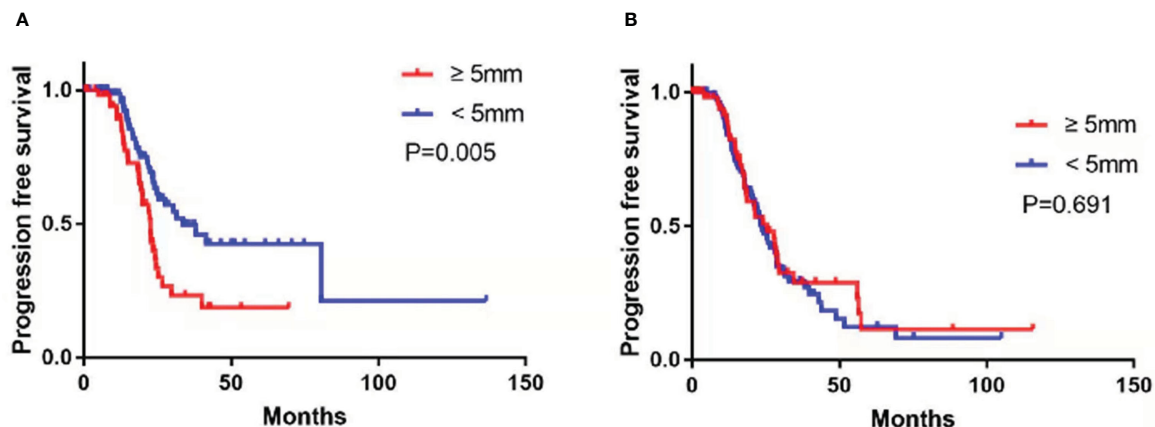 A
Progression free survival
1.0
0.5
0.0
0
50
100
150
Months
≥ 5mm
< 5mm
P=0.005
B
Progression free survival
1.0
0.5
0.0
0
50
100
150
Months
≥ 5mm
< 5mm
P=0.691